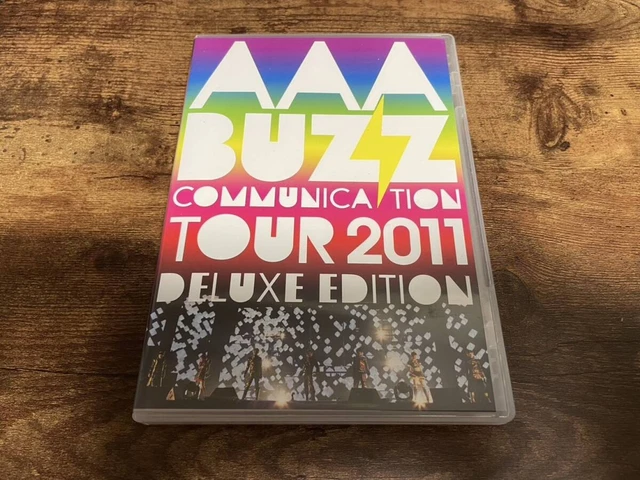 AAA
BUZZ
COMMUNICATION
TOUR 2011
DELUXE EDITION